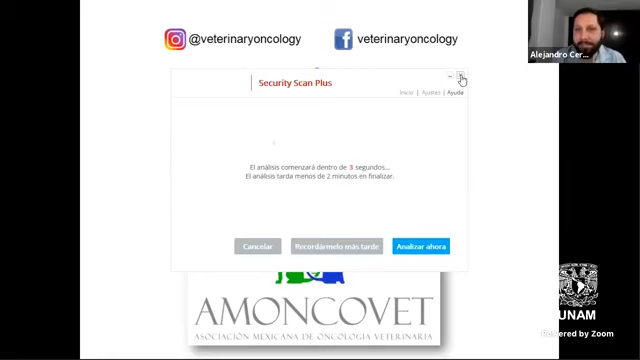 @veterinaryoncology
veterinaryoncology
Alejandro Cer...
Security Scan Plus
Inicio | Ajustes | Ayuda
El análisis comenzará dentro de 3 segundos...
El análisis tarda menos de 2 minutos en finalizar.
Cancelar
Recordármelo más tarde
Analizar ahora
AMONCOVET
ASOCIACIÓN MEXICANA DE ONCOLOGÍA VETERINARIA
UNAM
Powered by Zoom